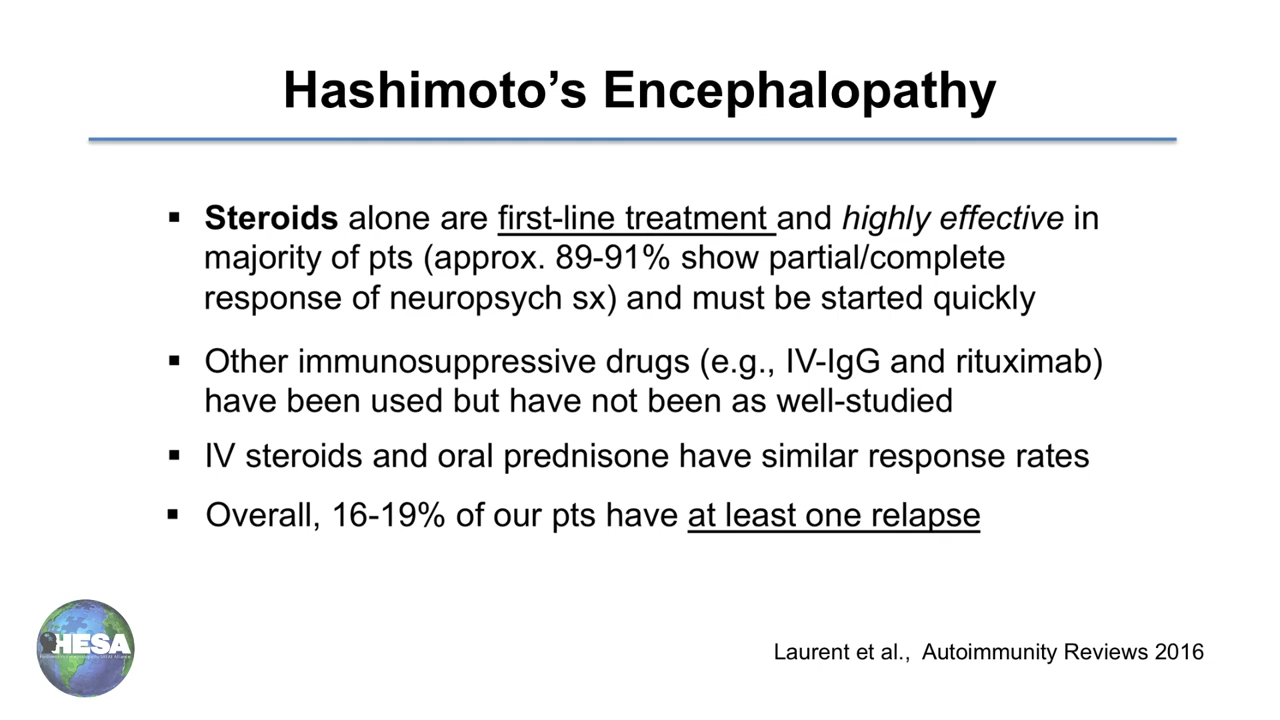 Hashimoto’s Encephalopathy
▪ Steroids alone are first-line treatment and highly effective in
majority of pts (approx. 89-91% show partial/complete
response of neuropsych sx) and must be started quickly
▪ Other immunosuppressive drugs (e.g., IV-IgG and rituximab)
have been used but have not been as well-studied
▪ IV steroids and oral prednisone have similar response rates
▪ Overall, 16-19% of our pts have at least one relapse
HESA
Laurent et al., Autoimmunity Reviews 2016